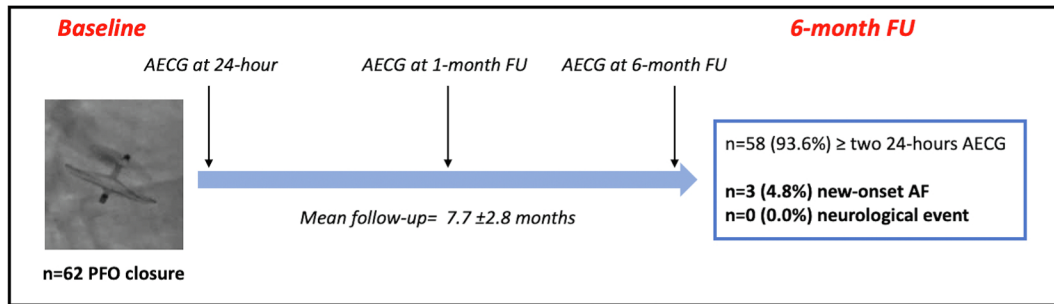 Baseline
6-month FU
AECG at 24-hour
AECG at 1-month FU
AECG at 6-month FU
n=58 (93.6%) ≥ two 24-hours AECG
n=3 (4.8%) new-onset AF
n=0 (0.0%) neurological event
Mean follow-up= 7.7 ±2.8 months
n=62 PFO closure